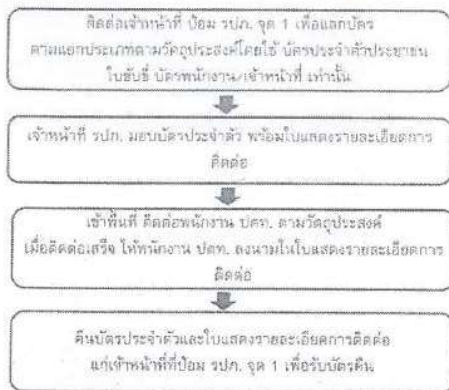 ติดต่อเจ้าหน้าที่ ป้อม รปภ. จุด 1 เพื่อแลกบัตร
ตามแยกประเภทตามวัตถุประสงค์โดยใช้ บัตรประจำตัวประชาชน
ใบขับขี่ บัตรพนักงาน/เจ้าหน้าที่ เท่านั้น
เจ้าหน้าที่ รปภ. มอบบัตรประจำตัว พร้อมใบแสดงรายละเอียดการ
ติดต่อ
เข้าพื้นที่ ติดต่อพนักงาน ปตท. ตามวัตถุประสงค์
เมื่อติดต่อเสร็จ ให้พนักงาน ปตท. ลงนามในใบแสดงรายละเอียดการ
ติดต่อ
คืนบัตรประจำตัวและใบแสดงรายละเอียดการติดต่อ
แก่เจ้าหน้าที่ที่ป้อม รปภ. จุด 1 เพื่อรับบัตรคืน